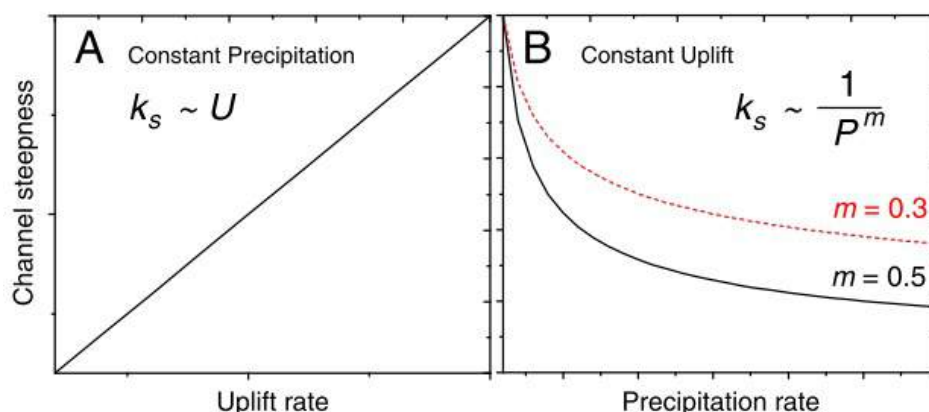 A Constant Precipitation
k_s ~ U
Channel steepness
Uplift rate
B Constant Uplift
k_s ~ 1 / P^m
m = 0.3
m = 0.5
Precipitation rate